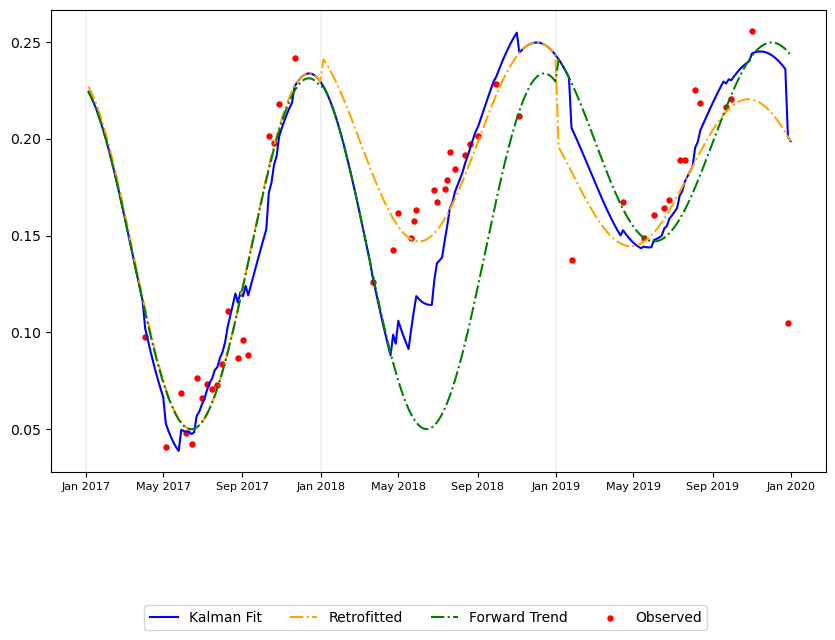 0.25
0.20
0.15
0.10
0.05
Jan 2017 May 2017 Sep 2017 Jan 2018 May 2018 Sep 2018 Jan 2019 May 2019 Sep 2019 Jan 2020
Kalman Fit Retrofitted Forward Trend Observed